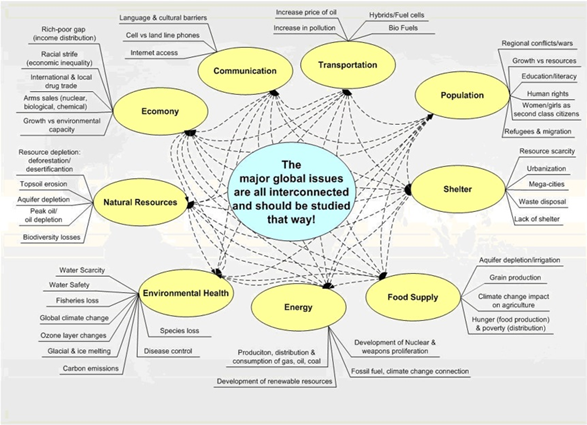 Language & cultural barriers
Cell vs land line phones
Internet access
Communication
Increase price of oil
Increase in pollution
Hybrids/Fuel cells
Bio Fuels
Transportation
Rich-poor gap
(income distribution)
Racial strife
(economic inequality)
International & local
drug trade
Arms sales (nuclear,
biological, chemical)
Growth vs environmental
capacity
Ecomony
Regional conflicts/wars
Growth vs resources
Education/literacy
Human rights
Women/girls as
second class citizens
Refugees & migration
Population
The
major global issues
are all interconnected
and should be studied
that way!
Resource depletion:
deforestation/
desertification
Topsoil erosion
Aquifer depletion
Peak oil/
oil depletion
Biodiversity losses
Natural Resources
Resource scarcity
Urbanization
Mega-cities
Waste disposal
Lack of shelter
Shelter
Water Scarcity
Water Safety
Fisheries loss
Global climate change
Ozone layer changes
Glacial & ice melting
Carbon emissions
Species loss
Disease control
Environmental Health
Energy
Produciton, distribution &
consumption of gas, oil, coal
Development of renewable resources
Development of Nuclear &
weapons proliferation
Fossil fuel, climate change connection
Food Supply
Aquifer depletion/irrigation
Grain production
Climate change impact
on agriculture
Hunger (food production)
& poverty (distribution)